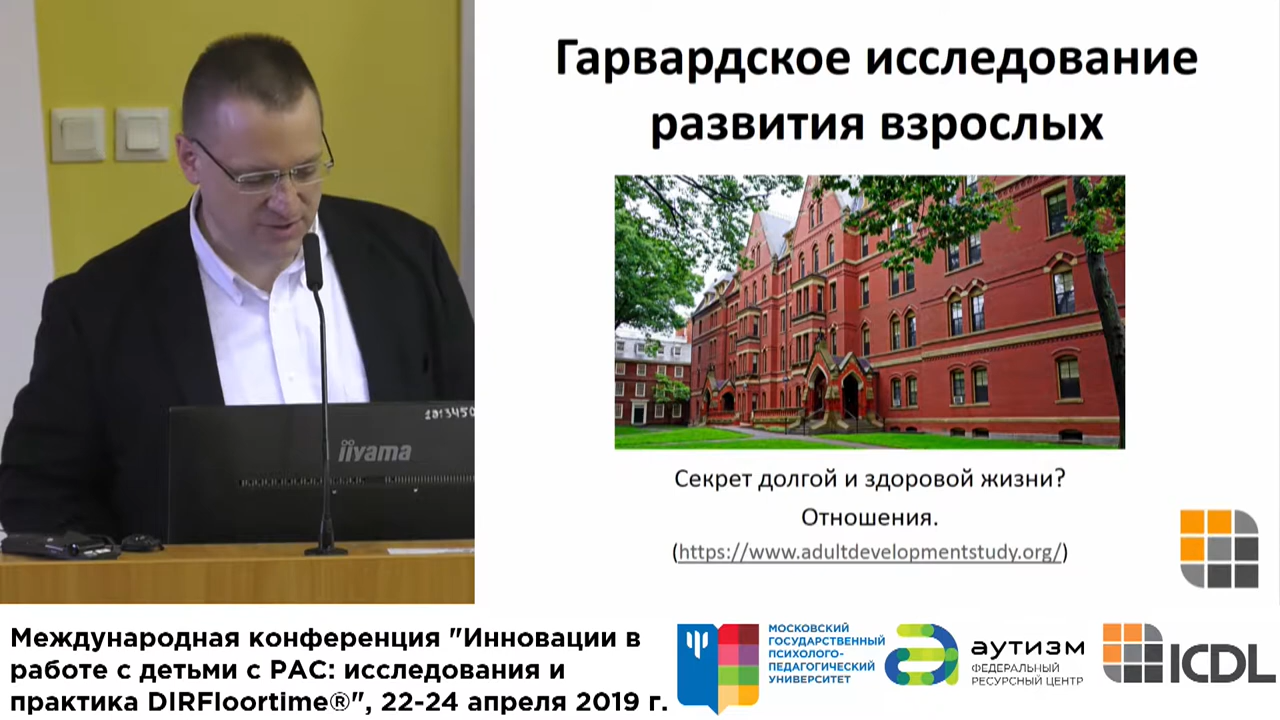 Гарвардское исследование
развития взрослых
Секрет долгой и здоровой жизни?
Отношения.
(https://www.adultdevelopmentstudy.org/)
iiyama
Международная конференция "Инновации в
работе с детьми с РАС: исследования и
практика DIRFloortime®", 22-24 апреля 2019 г.
МОСКОВСКИЙ
ГОСУДАРСТВЕННЫЙ
ПСИХОЛОГО-
ПЕДАГОГИЧЕСКИЙ
УНИВЕРСИТЕТ
аутизм
ФЕДЕРАЛЬНЫЙ
РЕСУРСНЫЙ ЦЕНТР
ICDL